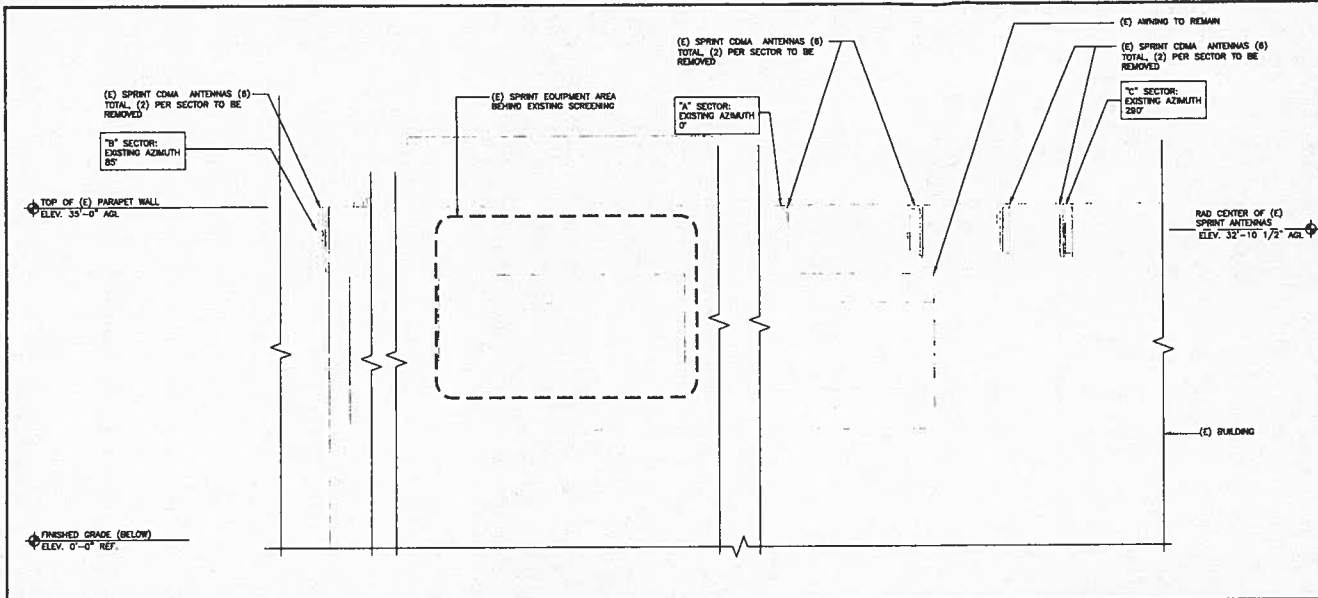 (E) AWNING TO REMAIN
(E) SPRINT CDMA ANTENNAS (6)
TOTAL, (2) PER SECTOR TO BE
REMOVED
(E) SPRINT CDMA ANTENNAS (6)
TOTAL, (2) PER SECTOR TO BE
REMOVED
(E) SPRINT CDMA ANTENNAS (6)
TOTAL, (2) PER SECTOR TO BE
REMOVED
(E) SPRINT EQUIPMENT AREA
BEHIND EXISTING SCREENING
"A" SECTOR:
EXISTING AZIMUTH
0°
"C" SECTOR:
EXISTING AZIMUTH
290°
"B" SECTOR:
EXISTING AZIMUTH
85°
TOP OF (E) PARAPET WALL
ELEV. 35'-0" AGL
RAD CENTER OF (E)
SPRINT ANTENNAS
ELEV. 32'-10 1/2" AGL
(E) BUILDING
FINISHED GRADE (BELOW)
ELEV. 0'-0" REF.